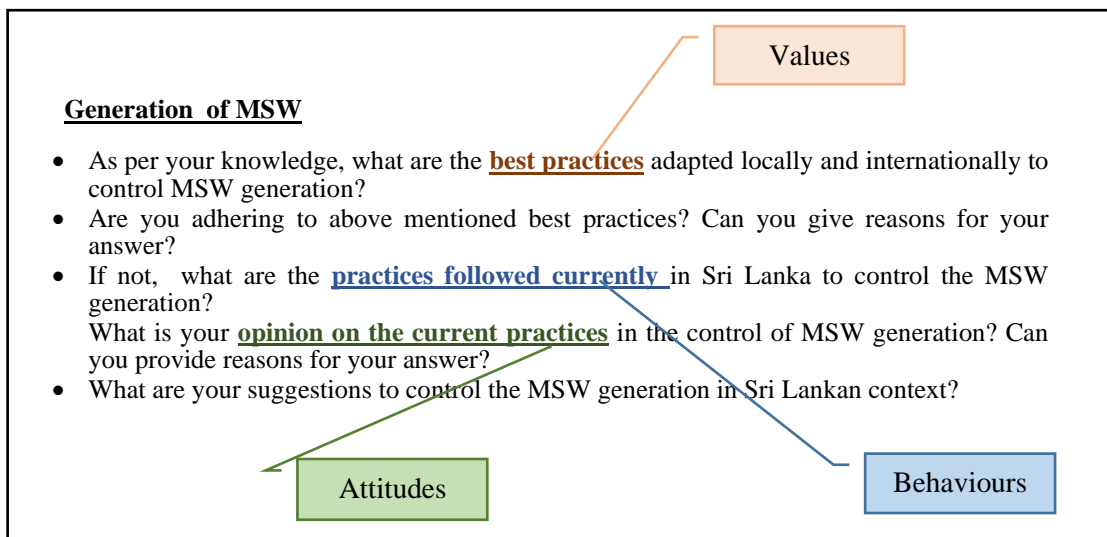 Values
Generation of MSW
• As per your knowledge, what are the best practices adapted locally and internationally to
control MSW generation?
• Are you adhering to above mentioned best practices? Can you give reasons for your
answer?
• If not, what are the practices followed currently in Sri Lanka to control the MSW
generation?
What is your opinion on the current practices in the control of MSW generation? Can
you provide reasons for your answer?
• What are your suggestions to control the MSW generation in Sri Lankan context?
Attitudes
Behaviours